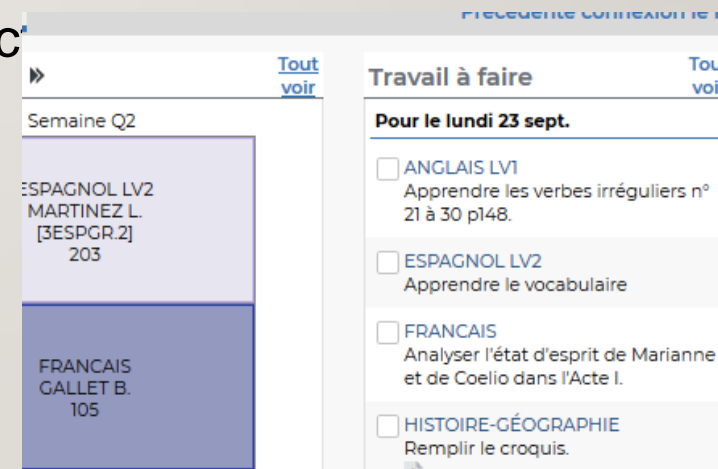 Précédente connexion le
Tout
voir
Semaine Q2
ESPAGNOL LV2
MARTINEZ L.
[3ESPGR.2]
203
FRANCAIS
GALLET B.
105
Travail à faire
Pour le lundi 23 sept.
ANGLAIS LV1
Apprendre les verbes irréguliers n°
21 à 30 p148.
ESPAGNOL LV2
Apprendre le vocabulaire
FRANCAIS
Analyser l'état d'esprit de Marianne
et de Coelio dans l'Acte I.
HISTOIRE-GÉOGRAPHIE
Remplir le croquis.